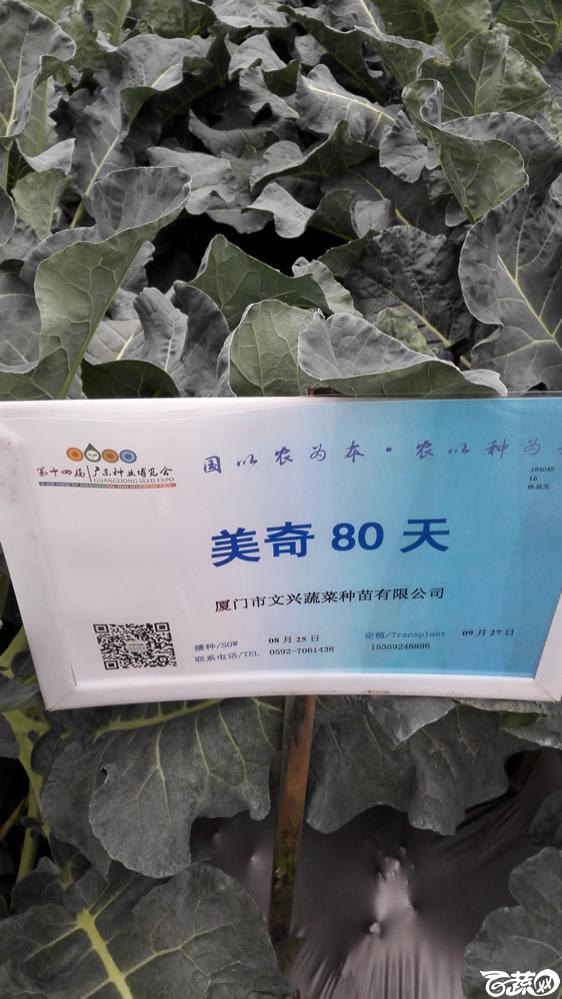 第十四届 广东种业博览会
GUANGDONG SEED EXPO
国以农为本·农以种为
184048
16
美奇 80 天
厦门市文兴蔬菜种苗有限公司
播种/SOW 08月25日 定植/Transplant 09月27日
联系电话/TEL 0592-7061438 15359248896
百蔬网